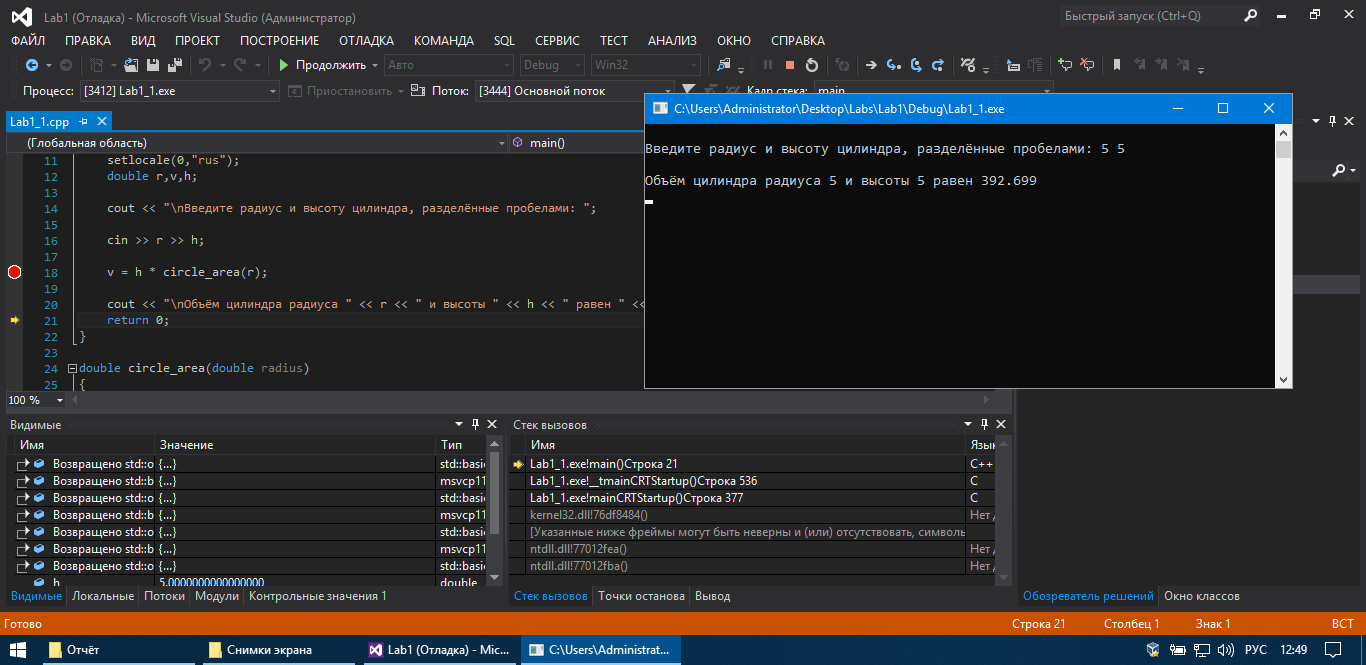 Lab1 (Отладка) - Microsoft Visual Studio (Администратор)
Быстрый запуск (Ctrl+Q)
ФАЙЛ ПРАВКА ВИД ПРОЕКТ ПОСТРОЕНИЕ ОТЛАДКА КОМАНДА SQL СЕРВИС ТЕСТ АНАЛИЗ ОКНО СПРАВКА
Продолжить Авто Debug Win32
Процесс: [3412] Lab1_1.exe Приостановить Поток: [3444] Основной поток Кадр стека: main
Lab1_1.cpp
(Глобальная область) main()
11 setlocale(0,"rus");
12 double r,v,h;
13
14 cout << "\nВведите радиус и высоту цилиндра, разделённые пробелами: ";
15
16 cin >> r >> h;
17
18 v = h * circle_area(r);
19
20 cout << "\nОбъём цилиндра радиуса " << r << " и высоты " << h << " равен " <<
21 return 0;
22 }
23
24 double circle_area(double radius)
25 {
100 %
C:\Users\Administrator\Desktop\Labs\Lab1\Debug\Lab1_1.exe
Введите радиус и высоту цилиндра, разделённые пробелами: 5 5
Объём цилиндра радиуса 5 и высоты 5 равен 392.699
Видимые
Имя Значение Тип
Возвращено std::o {...} std::basi
Возвращено std::b {...} msvcp11
Возвращено std::o {...} std::basi
Возвращено std::b {...} msvcp11
Возвращено std::o {...} std::basi
Возвращено std::b {...} msvcp11
Возвращено std::o {...} std::basi
h 5.0000000000000000 double
Видимые Локальные Потоки Модули Контрольные значения 1
Стек вызовов
Имя Язык
Lab1_1.exe!main()Строка 21 C++
Lab1_1.exe!__tmainCRTStartup()Строка 536 C
Lab1_1.exe!mainCRTStartup()Строка 377 C
kernel32.dll!76df8484() Нет
[Указанные ниже фреймы могут быть неверны и (или) отсутствовать, символы
ntdll.dll!77012fea() Нет
ntdll.dll!77012fba() Нет
Стек вызовов Точки останова Вывод
Обозреватель решений Окно классов
Готово Строка 21 Столбец 1 Знак 1 ВСТ
Отчёт Снимки экрана Lab1 (Отладка) - Mic... C:\Users\Administrat... РУС 12:49